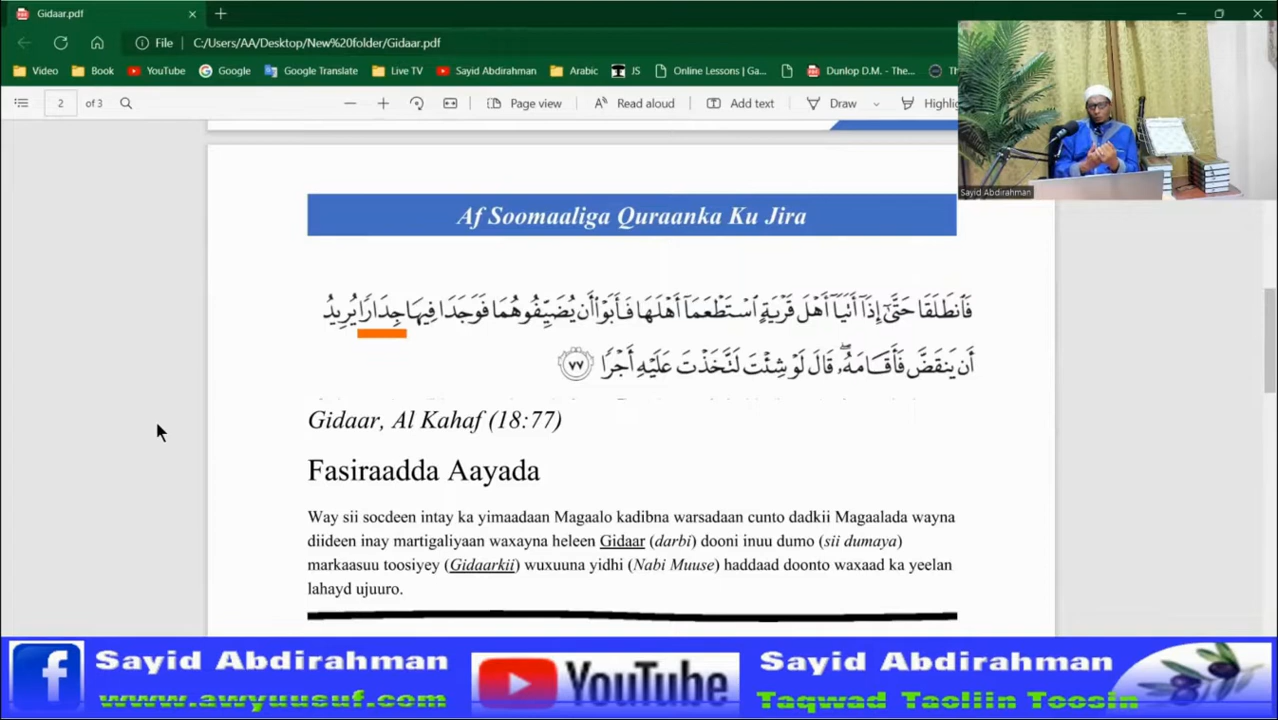 Gidaar.pdf
File C:/Users/AA/Desktop/New%20folder/Gidaar.pdf
Video Book YouTube Google Google Translate Live TV Sayid Abdirahman Arabic JS Online Lessons | Ga... Dunlop D.M. - The...
2 of 3 Page view Read aloud Add text Draw
Sayid Abdirahman
Af Soomaaliga Quraanka Ku Jira
فَٱنطَلَقَا حَتَّىٰٓ إِذَآ أَتَيَآ أَهْلَ قَرْيَةٍ ٱسْتَطْعَمَآ أَهْلَهَا فَأَبَوْا۟ أَن يُضَيِّفُوهُمَا فَوَجَدَا فِيهَا جِدَارًا يُرِيدُ
أَن يَنقَضَّ فَأَقَامَهُۥۖ قَالَ لَوْ شِئْتَ لَتَّخَذْتَ عَلَيْهِ أَجْرًا ٧٧
Gidaar, Al Kahaf (18:77)
Fasiraadda Aayada
Way sii socdeen intay ka yimaadaan Magaalo kadibna warsadaan cunto dadkii Magaalada wayna
diideen inay martigaliyaan waxayna heleen Gidaar (darbi) dooni inuu dumo (sii dumaya)
markaasuu toosiyey (Gidaarkii) wuxuuna yidhi (Nabi Muuse) haddaad doonto waxaad ka yeelan
lahayd ujuuro.
Sayid Abdirahman
www.awyuusuf.com
YouTube
Sayid Abdirahman
Taqwad Taoliin Toosin